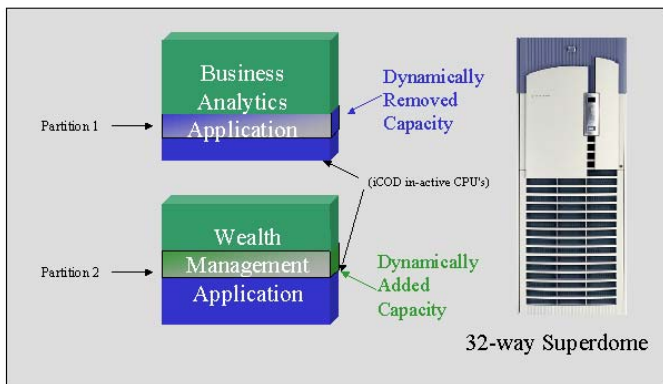 Business
Analytics
Application
Partition 1
Dynamically
Removed
Capacity
(iCOD in-active CPU's)
Wealth
Management
Application
Partition 2
Dynamically
Added
Capacity
32-way Superdome